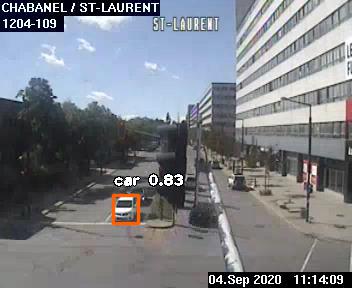 CHABANEL / ST-LAURENT
1204-109
ST-LAURENT
car 0.83
04.Sep 2020 11:14:09